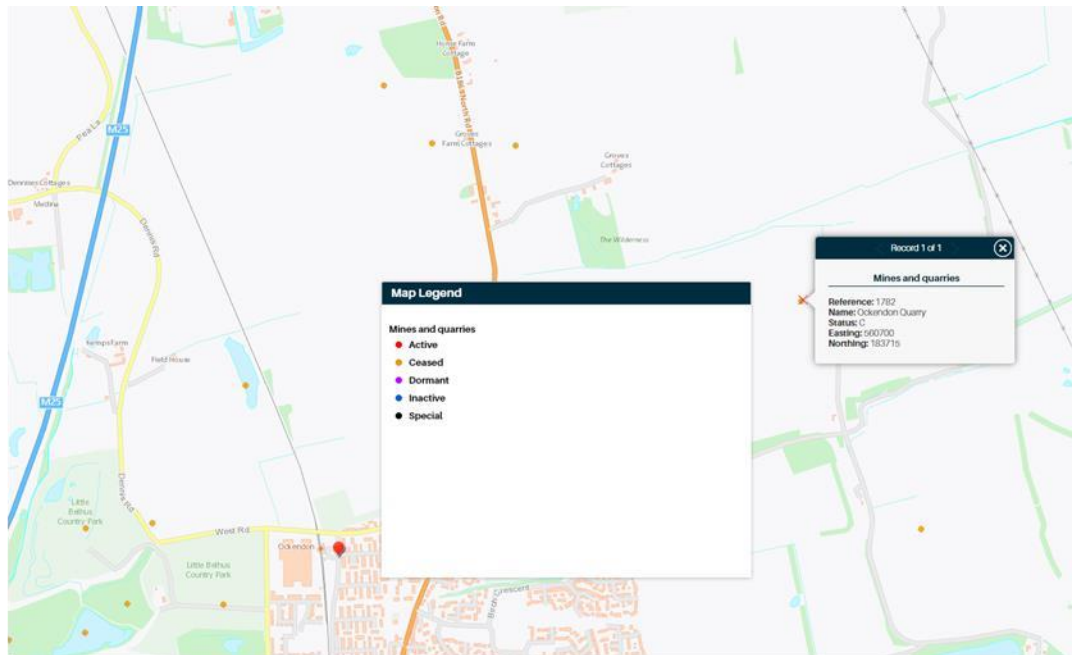 Home Farm
Cottage
B186 North Rd
Pea La
M25
Groves
Farm Cottages
Groves
Cottages
Dennises Cottages
Medina
Dennis Rd
The Wilderness
Record 1 of 1
Mines and quarries
Reference: 1782
Name: Ockendon Quarry
Status: C
Easting: 560700
Northing: 183715
Map Legend
Mines and quarries
Active
Ceased
Dormant
Inactive
Special
Kemps Farm
Field House
M25
Dennis Rd
Little
Belhus
Country Park
West Rd
Ockendon
Little Belhus
Country Park
Crescent